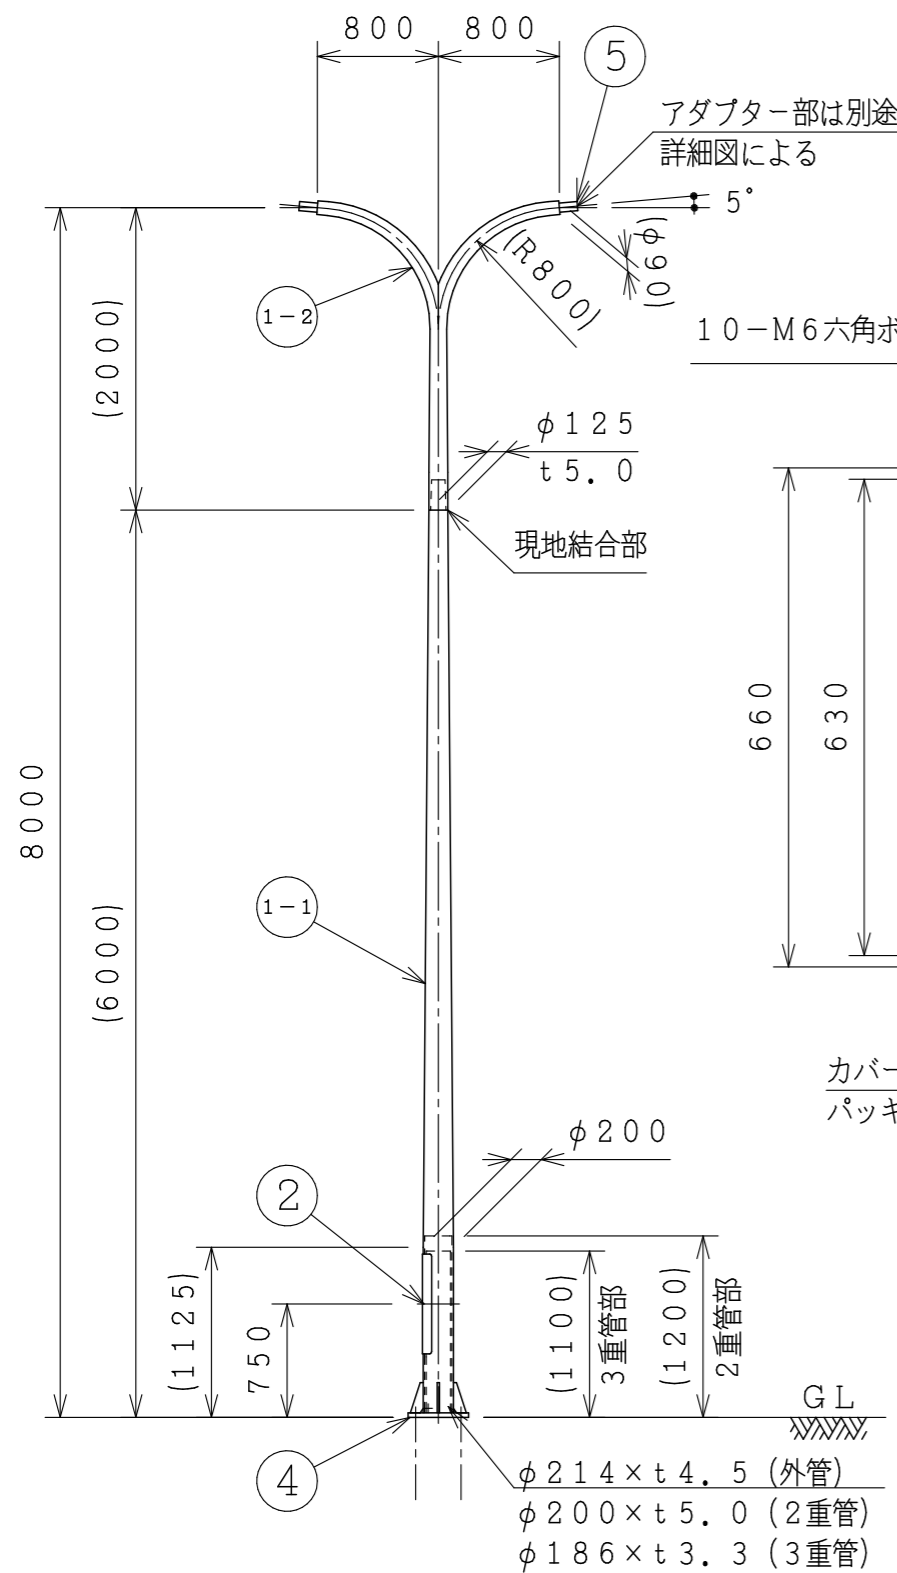 800
800
5
アダプター部は別途
詳細図による
5°
(φ60)
(R800)
1-2
(2000)
10-M6六角ボ
φ125
t5.0
現地結合部
660
630
8000
1-1
(6000)
カバー
パッキ
φ200
2
(1125)
750
(1100)
3重管部
(1200)
2重管部
GL
4
φ214×t4.5(外管)
φ200×t5.0(2重管)
φ186×t3.3(3重管)